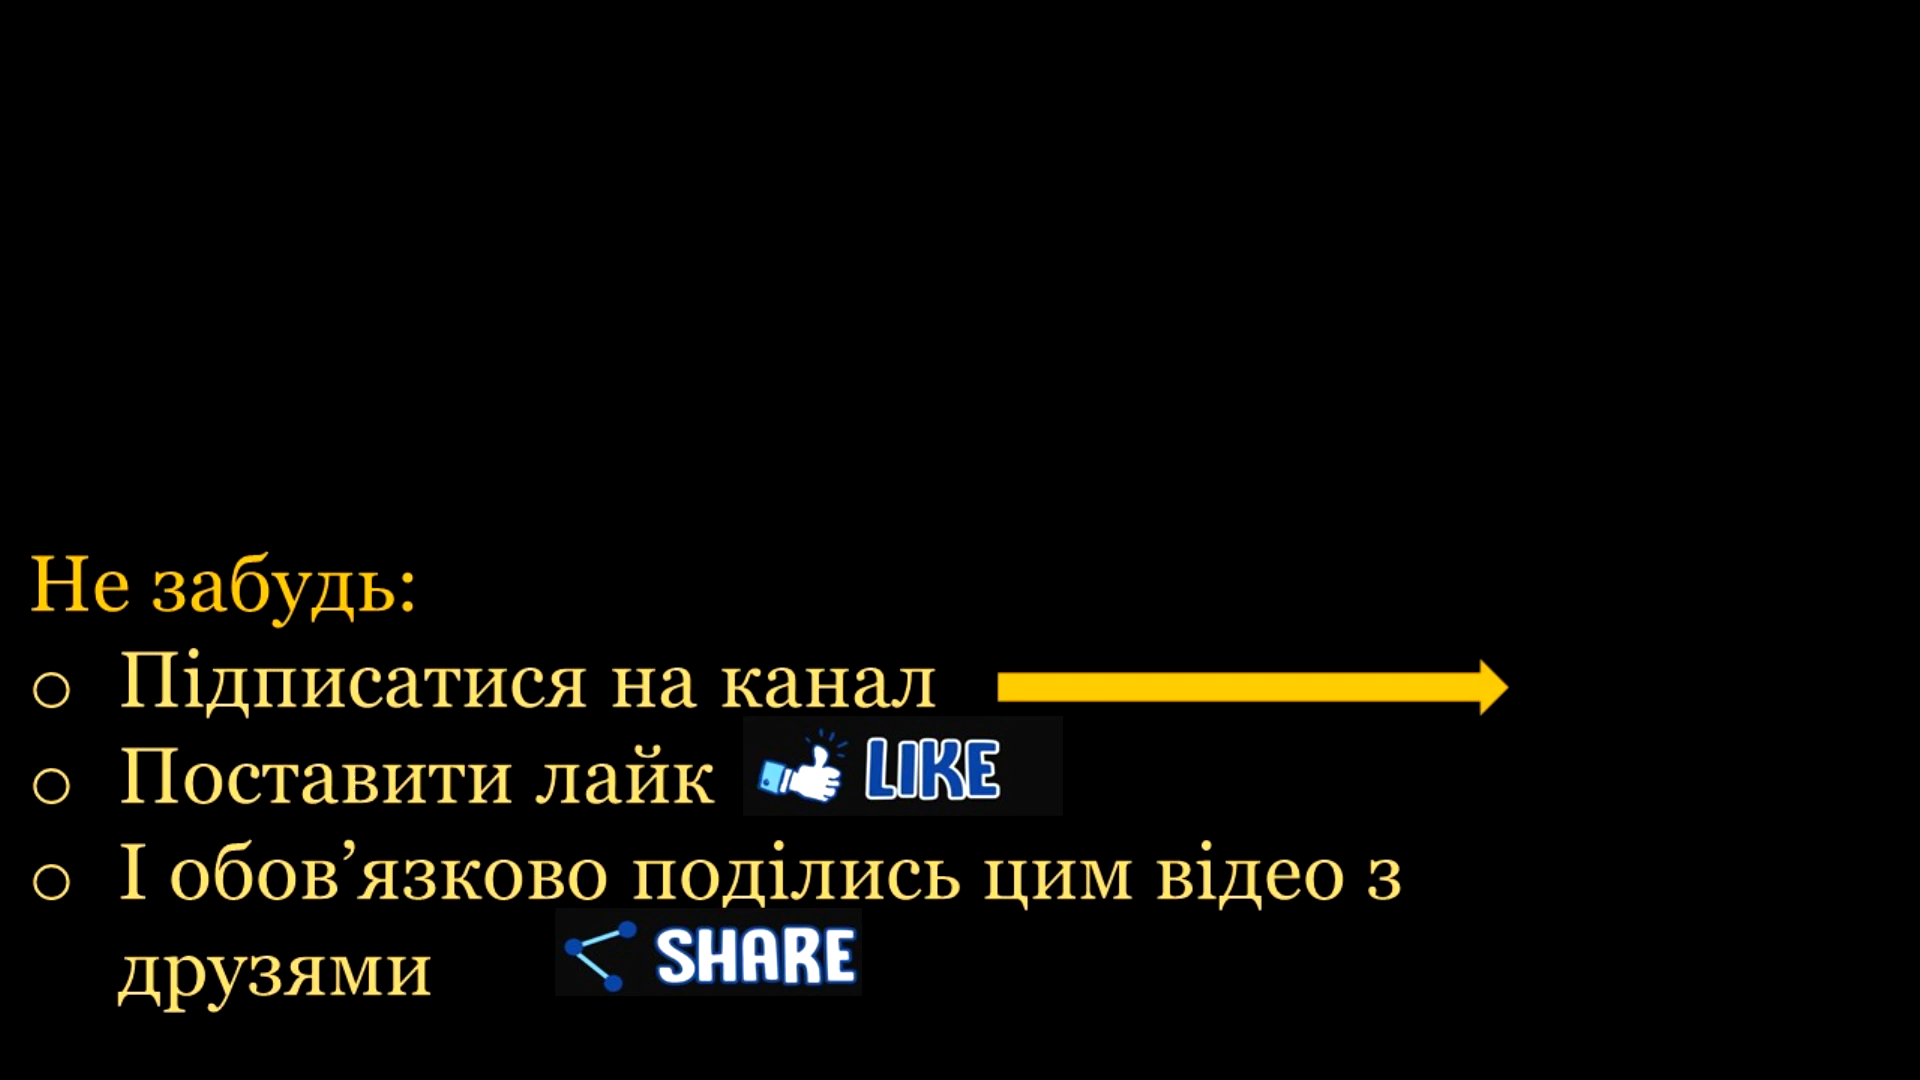 Не забудь:
o Підписатися на канал
o Поставити лайк LIKE
o І обов’язково поділись цим відео з
друзями SHARE